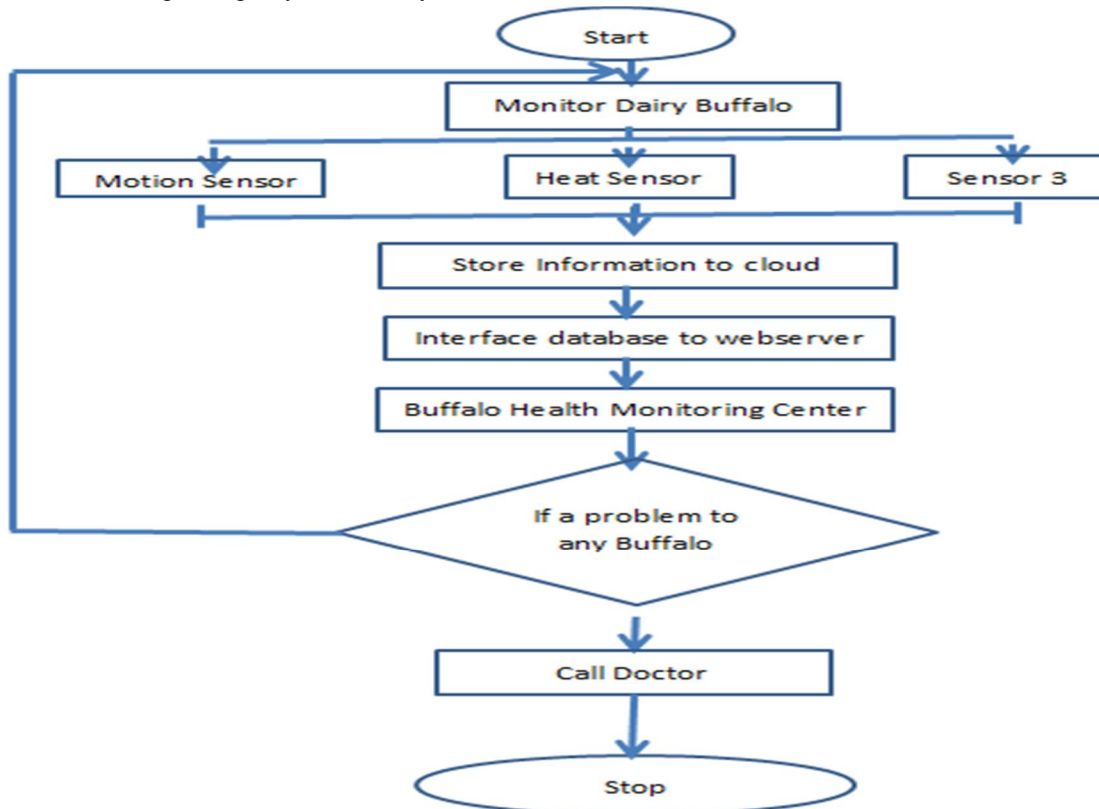 Start
Monitor Dairy Buffalo
Motion Sensor
Heat Sensor
Sensor 3
Store Information to cloud
Interface database to webserver
Buffalo Health Monitoring Center
If a problem to
any Buffalo
Call Doctor
Stop